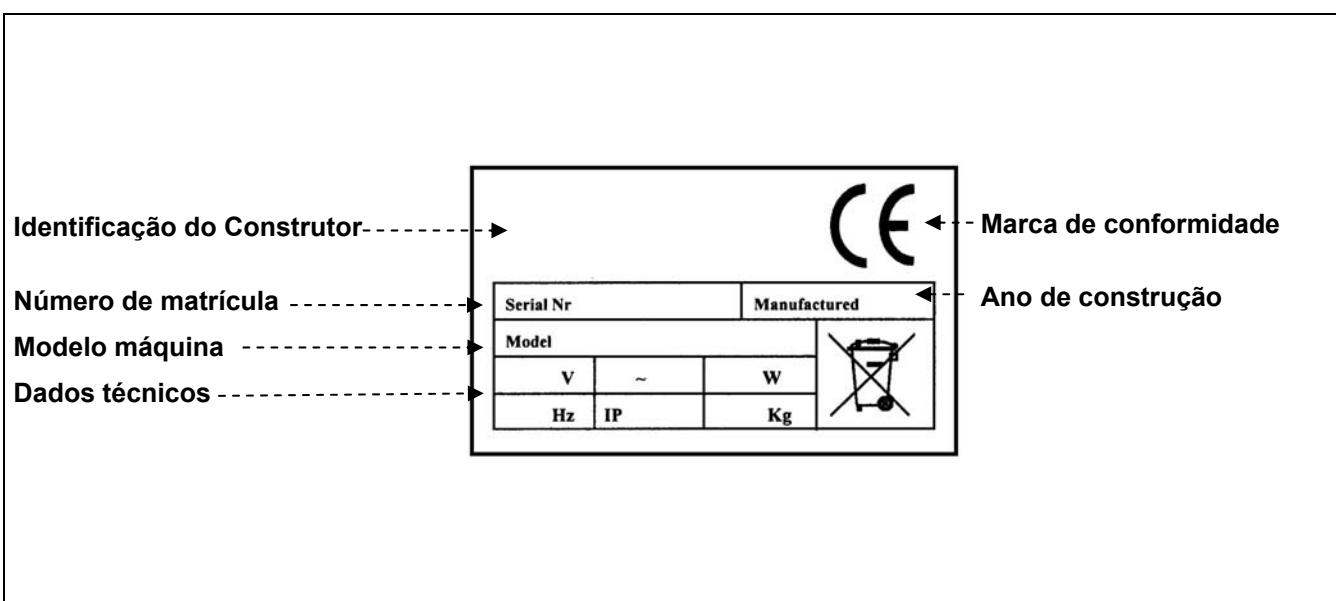 CE
Identificação do Construtor
Marca de conformidade
Número de matrícula
Serial Nr
Manufactured
Ano de construção
Modelo máquina
Model
V ~ W
Dados técnicos
Hz IP Kg